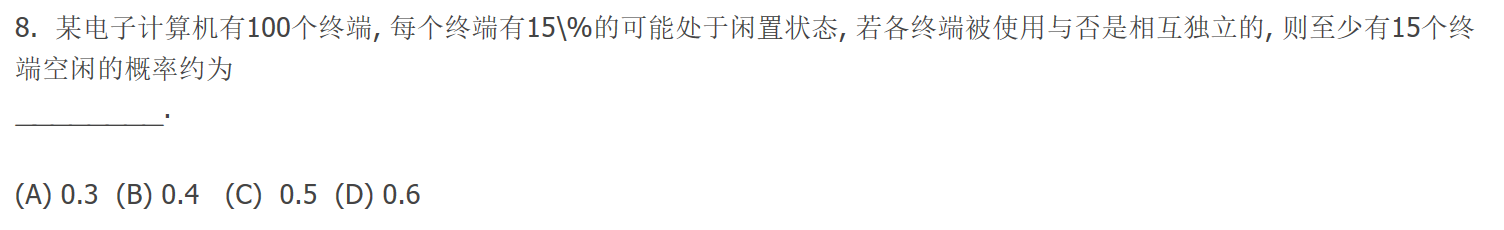 8. 某电子计算机有100个终端, 每个终端有15\%的可能处于闲置状态, 若各终端被使用与否是相互独立的, 则至少有15个终
端空闲的概率约为
__________.
(A) 0.3 (B) 0.4 (C) 0.5 (D) 0.6